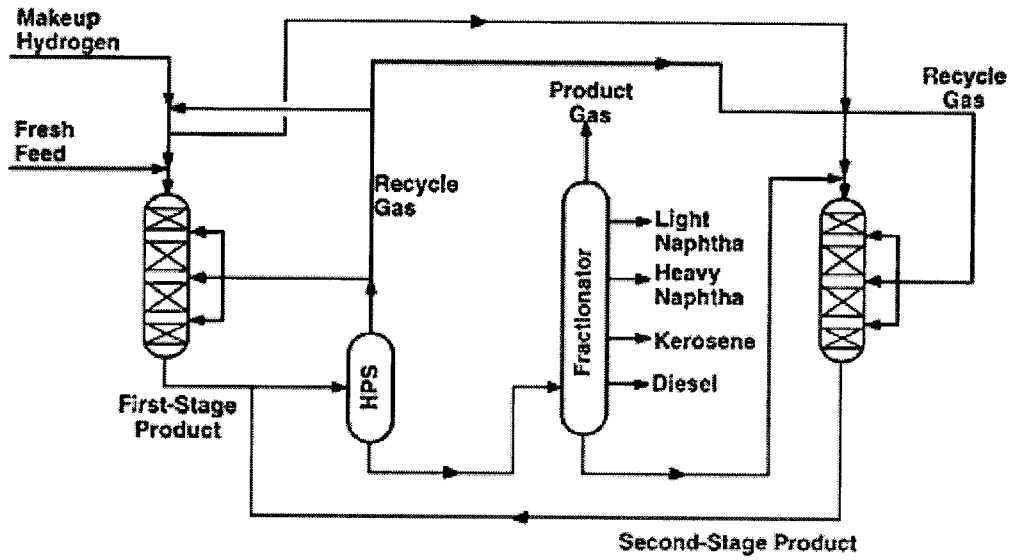 Makeup
Hydrogen
Fresh
Feed
Recycle
Gas
First-Stage
Product
HPS
Product
Gas
Fractionator
Light
Naphtha
Heavy
Naphtha
Kerosene
Diesel
Recycle
Gas
Second-Stage Product